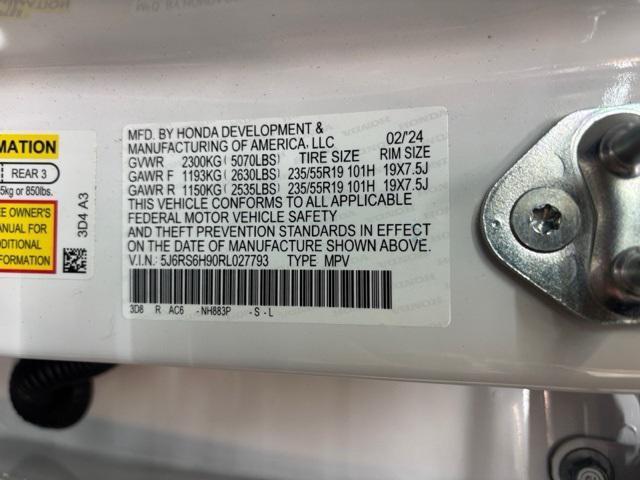 MATION
REAR 3
5kg or 850lbs.
E OWNER'S
NUAL FOR
DDITIONAL
ORMATION
3D4 A3
MFD. BY HONDA DEVELOPMENT &
MANUFACTURING OF AMERICA, LLC 02/24
GVWR 2300KG( 5070LBS) TIRE SIZE RIM SIZE
GAWR F 1193KG( 2630LBS) 235/55R19 101H 19X7.5J
GAWR R 1150KG( 2535LBS) 235/55R19 101H 19X7.5J
THIS VEHICLE CONFORMS TO ALL APPLICABLE
FEDERAL MOTOR VEHICLE SAFETY
AND THEFT PREVENTION STANDARDS IN EFFECT
ON THE DATE OF MANUFACTURE SHOWN ABOVE.
V.I.N: 5J6RS6H90RL027793 TYPE MPV
3D8 R AC6 -NH883P -S-L